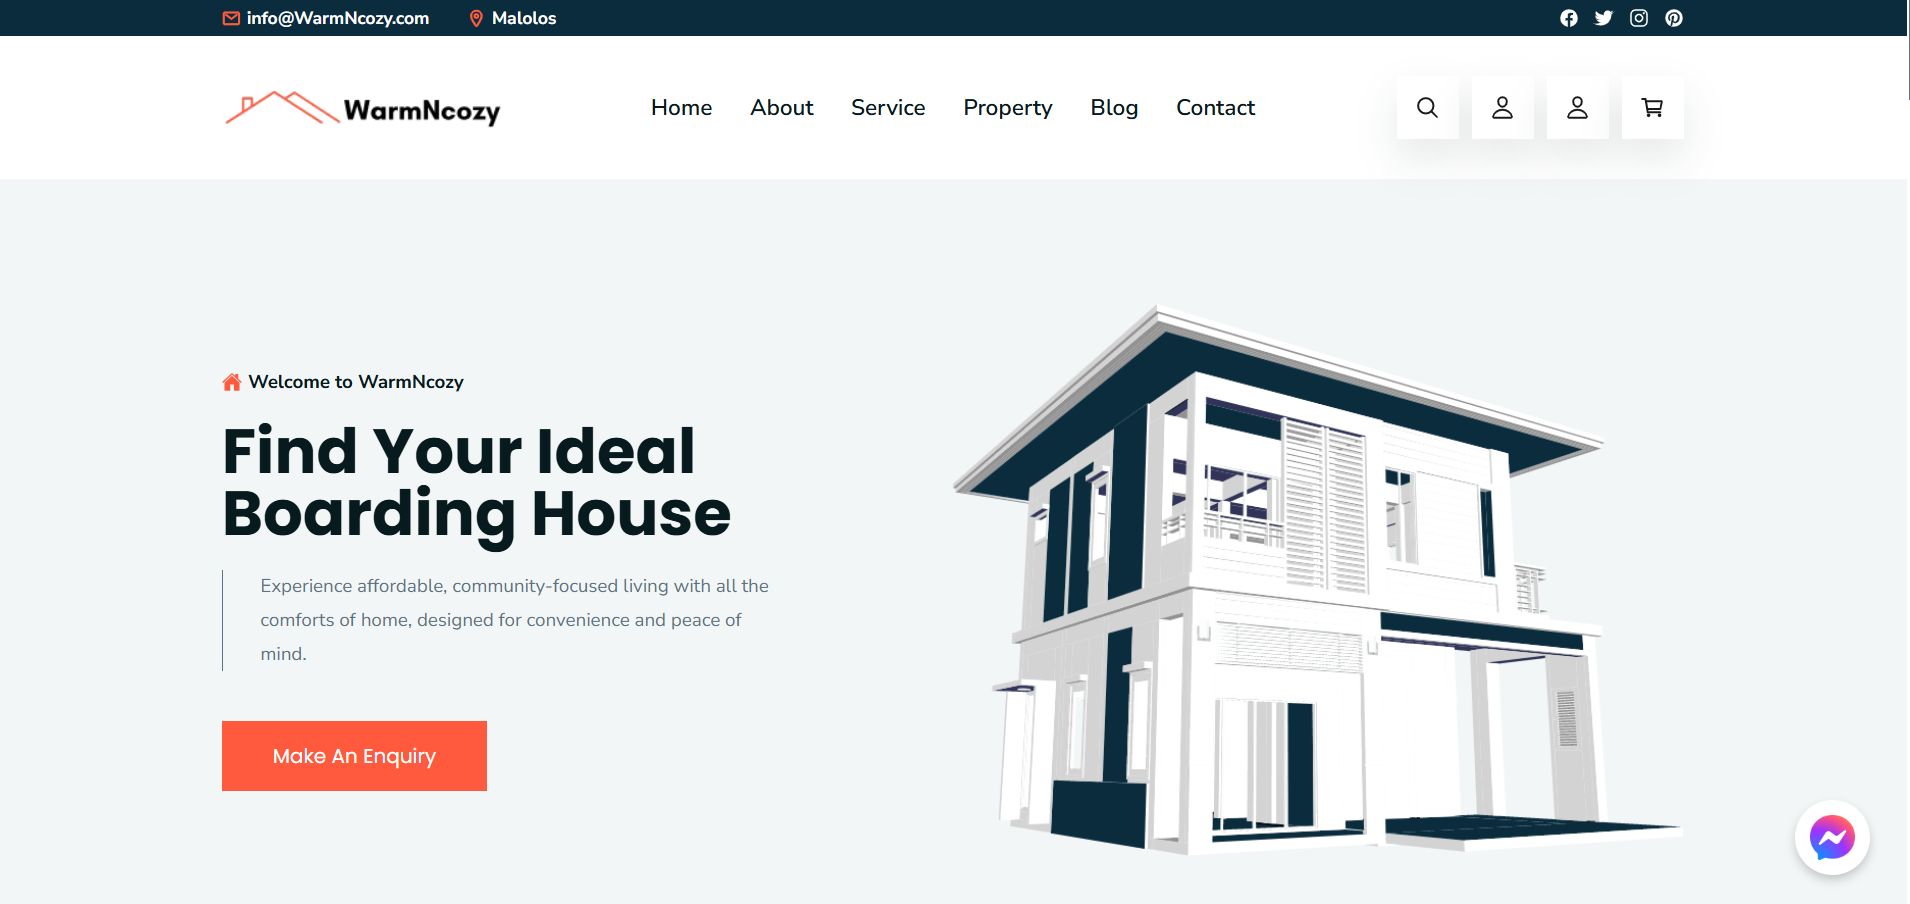 info@WarmNcozy.com Malolos
WarmNcozy Home About Service Property Blog Contact
Welcome to WarmNcozy
Find Your Ideal
Boarding House
Experience affordable, community-focused living with all the
comforts of home, designed for convenience and peace of
mind.
Make An Enquiry